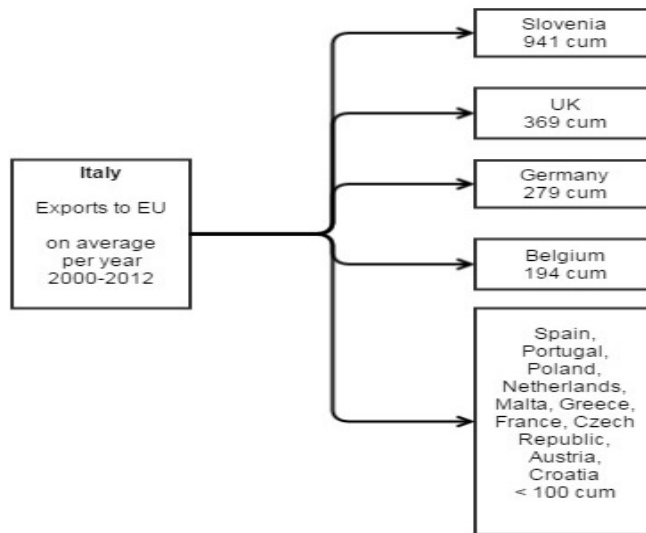 Italy
Exports to EU
on average
per year
2000-2012
Slovenia
941 cum
UK
369 cum
Germany
279 cum
Belgium
194 cum
Spain,
Portugal,
Poland,
Netherlands,
Malta, Greece,
France, Czech
Republic,
Austria,
Croatia
< 100 cum